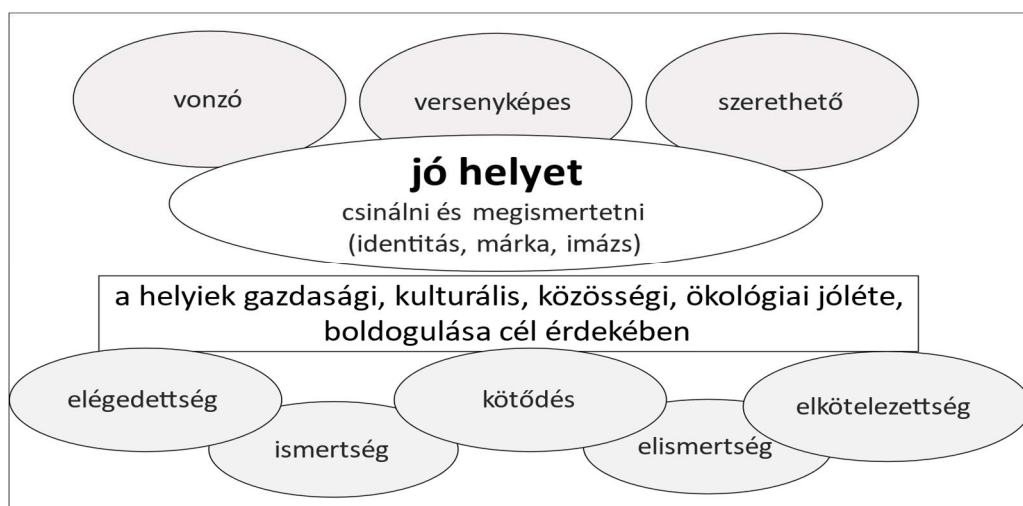 vonzó
versenyképes
szerethető
jó helyet
csinálni és megismertetni
(identitás, márka, imázs)
a helyiek gazdasági, kulturális, közösségi, ökológiai jóléte,
boldogulása cél érdekében
elégedettség
ismertség
kötődés
elismertség
elkötelezettség